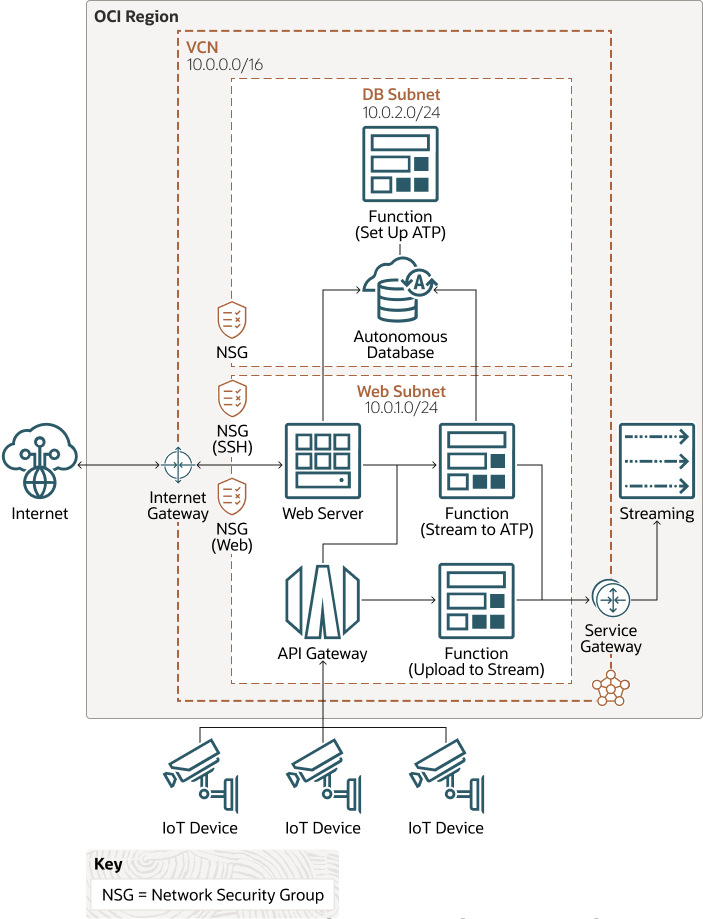 OCI Region
VCN
10.0.0.0/16
DB Subnet
10.0.2.0/24
Function
(Set Up ATP)
Autonomous
Database
NSG
Web Subnet
10.0.1.0/24
NSG
(SSH)
Internet
Internet
Gateway
NSG
(Web)
Web Server
Function
(Stream to ATP)
Streaming
API Gateway
Function
(Upload to Stream)
Service
Gateway
IoT Device
IoT Device
IoT Device
Key
NSG = Network Security Group